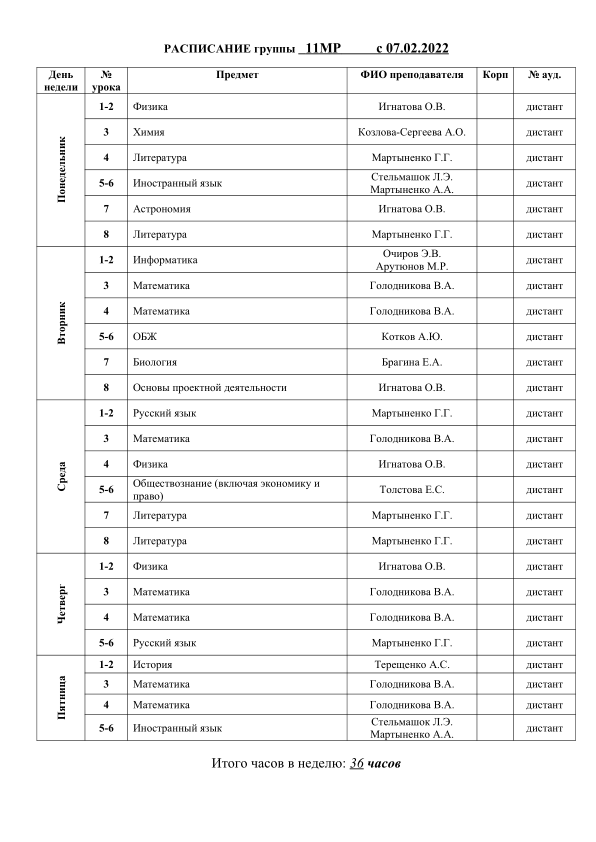 РАСПИСАНИЕ группы 11МР с 07.02.2022
День недели № урока Предмет ФИО преподавателя Корп № ауд.
Понедельник
1-2 Физика Игнатова О.В. дистант
3 Химия Козлова-Сергеева А.О. дистант
4 Литература Мартыненко Г.Г. дистант
5-6 Иностранный язык Стельмашок Л.Э. Мартыненко А.А. дистант
7 Астрономия Игнатова О.В. дистант
8 Литература Мартыненко Г.Г. дистант
Вторник
1-2 Информатика Очиров Э.В. Арутюнов М.Р. дистант
3 Математика Голодникова В.А. дистант
4 Математика Голодникова В.А. дистант
5-6 ОБЖ Котков А.Ю. дистант
7 Биология Брагина Е.А. дистант
8 Основы проектной деятельности Игнатова О.В. дистант
Среда
1-2 Русский язык Мартыненко Г.Г. дистант
3 Математика Голодникова В.А. дистант
4 Физика Игнатова О.В. дистант
5-6 Обществознание (включая экономику и право) Толстова Е.С. дистант
7 Литература Мартыненко Г.Г. дистант
8 Литература Мартыненко Г.Г. дистант
Четверг
1-2 Физика Игнатова О.В. дистант
3 Математика Голодникова В.А. дистант
4 Математика Голодникова В.А. дистант
5-6 Русский язык Мартыненко Г.Г. дистант
Пятница
1-2 История Терещенко А.С. дистант
3 Математика Голодникова В.А. дистант
4 Математика Голодникова В.А. дистант
5-6 Иностранный язык Стельмашок Л.Э. Мартыненко А.А. дистант
Итого часов в неделю: 36 часов